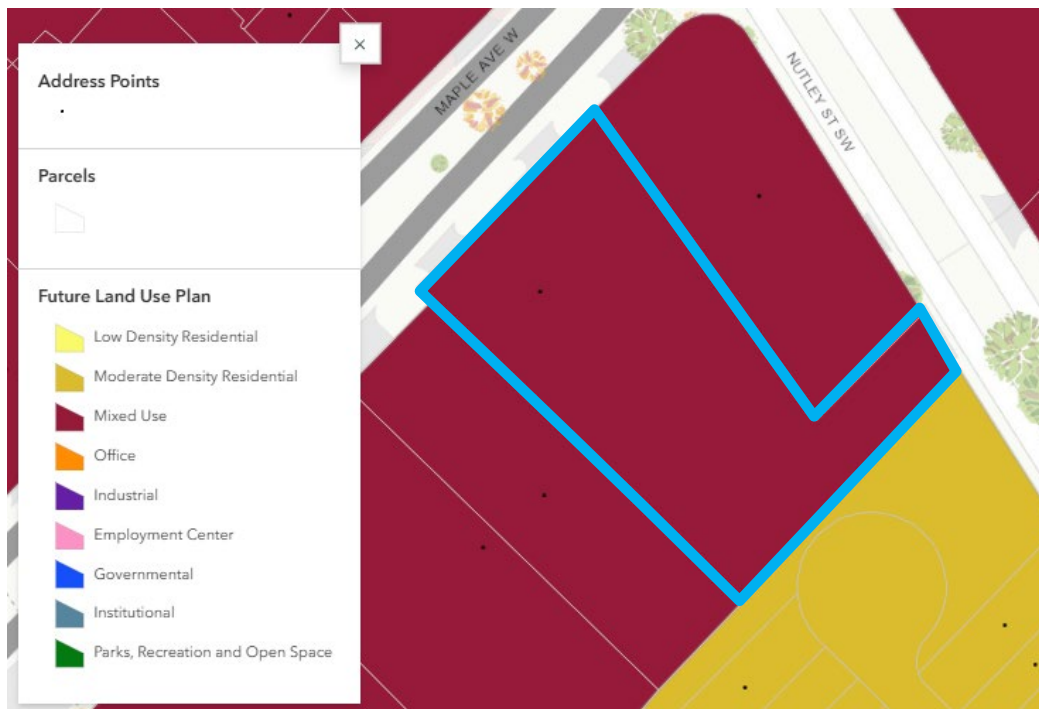 Address Points
Parcels
Future Land Use Plan
Low Density Residential
Moderate Density Residential
Mixed Use
Office
Industrial
Employment Center
Governmental
Institutional
Parks, Recreation and Open Space
MAPLE AVE W
NUTLEY ST SW